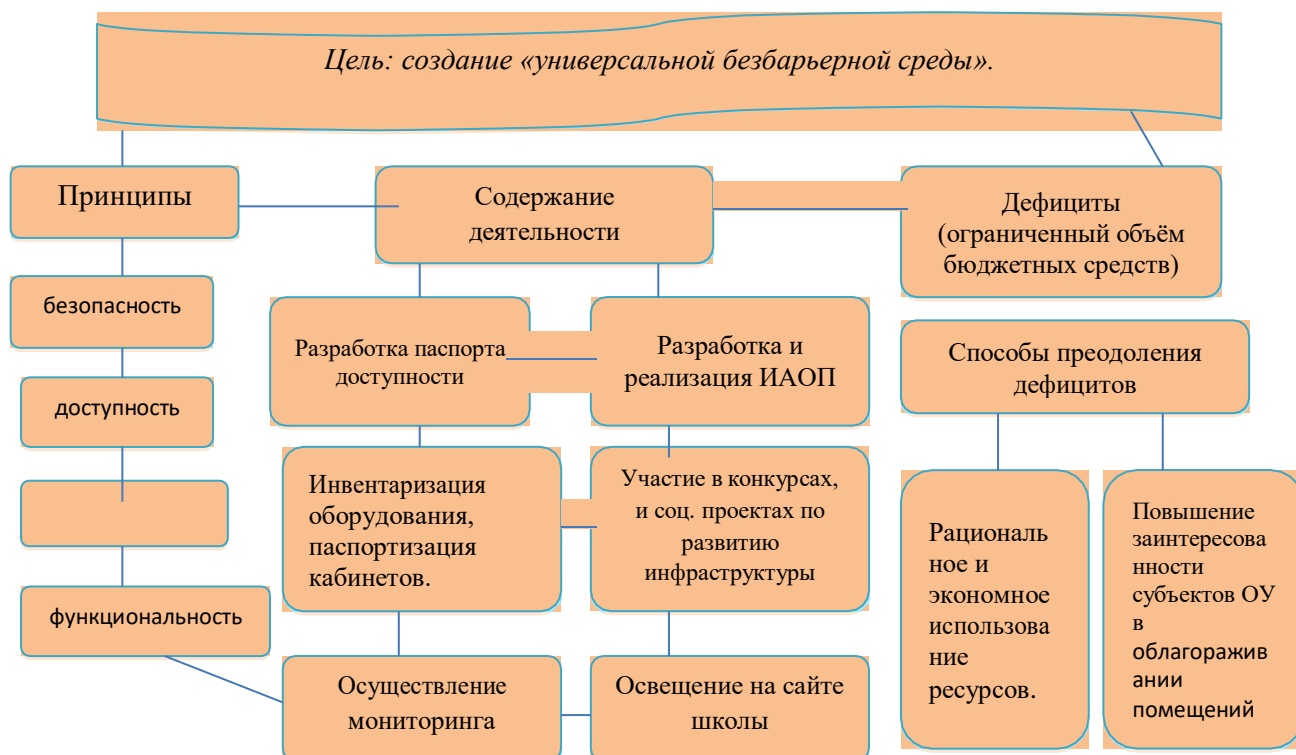 Цель: создание «универсальной безбарьерной среды».
Принципы
Содержание
деятельности
Дефициты
(ограниченный объём
бюджетных средств)
безопасность
доступность
функциональность
Разработка паспорта
доступности
Разработка и
реализация ИАОП
Инвентаризация
оборудования,
паспортизация
кабинетов.
Участие в конкурсах,
и соц. проектах по
развитию
инфраструктуры
Осуществление
мониторинга
Освещение на сайте
школы
Способы преодоления
дефицитов
Рациональ
ное и
экономное
использова
ние
ресурсов.
Повышение
заинтересова
нности
субъектов ОУ
в
облагоражив
ании
помещений